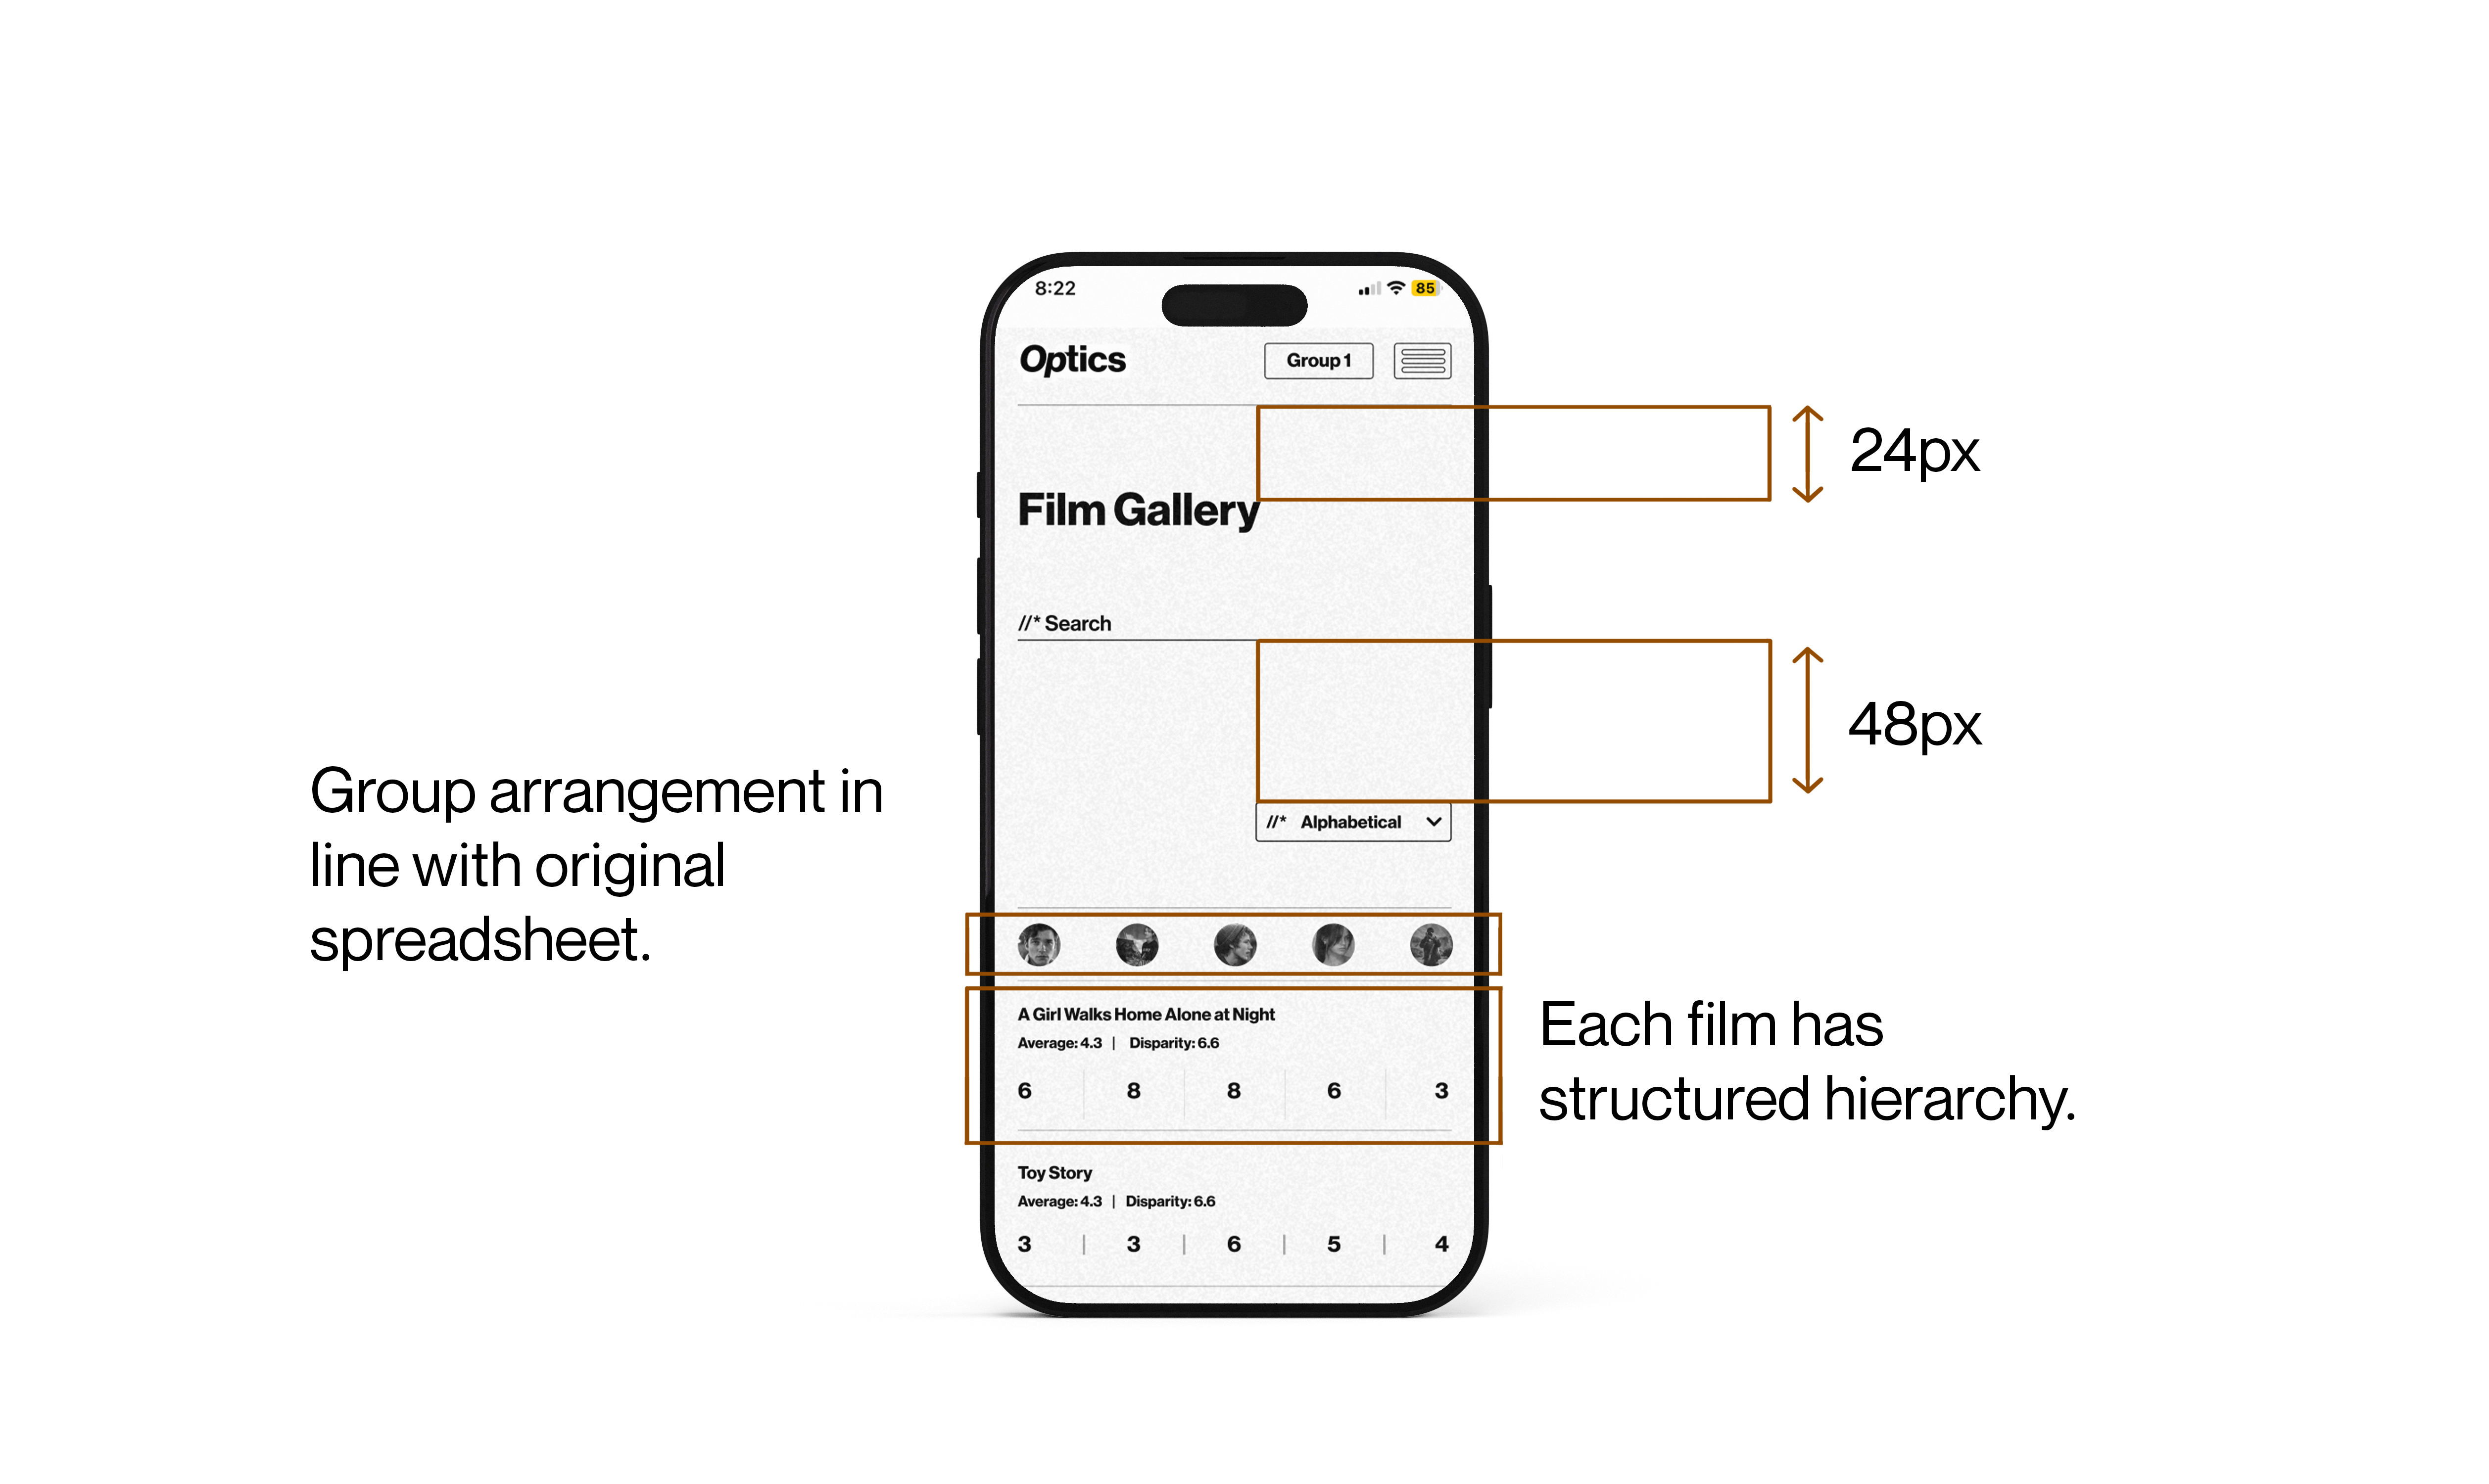 8:22
85
Optics
Group 1
24px
Film Gallery
//* Search
48px
//* Alphabetical
Group arrangement in
line with original
spreadsheet.
A Girl Walks Home Alone at Night
Average: 4.3 | Disparity: 6.6
6 8 8 6 3
Each film has
structured hierarchy.
Toy Story
Average: 4.3 | Disparity: 6.6
3 | 3 | 6 | 5 | 4